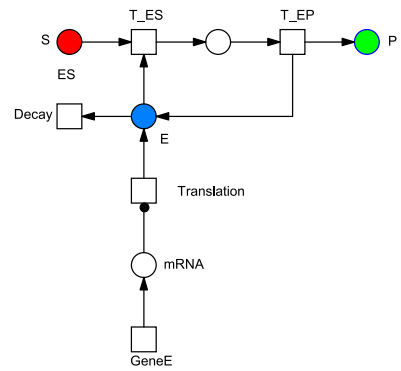 T_ES
T_EP
S
P
ES
Decay
E
Translation
mRNA
GeneE